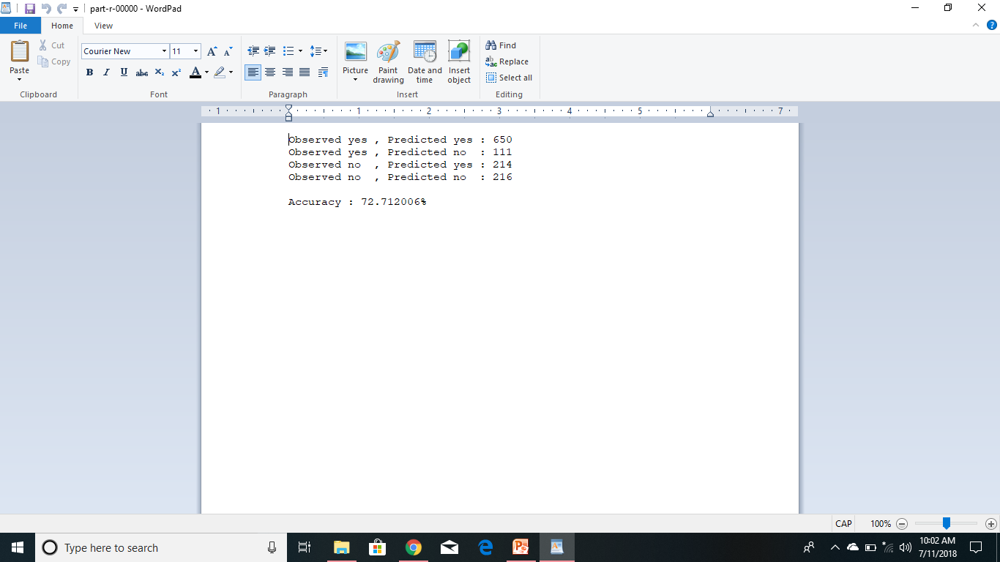 part-r-00000 - WordPad
File Home View
Paste
Cut
Copy
Clipboard
Courier New 11
B I U abc X₂ X² A
Font
Paragraph
Picture
Paint drawing
Date and time
Insert object
Insert
Find
Replace
Select all
Editing
1 1 2 3 4 5 7
Observed yes , Predicted yes : 650
Observed yes , Predicted no  : 111
Observed no  , Predicted yes : 214
Observed no  , Predicted no  : 216
Accuracy : 72.712006%
CAP 100%
Type here to search
10:02 AM
7/11/2018